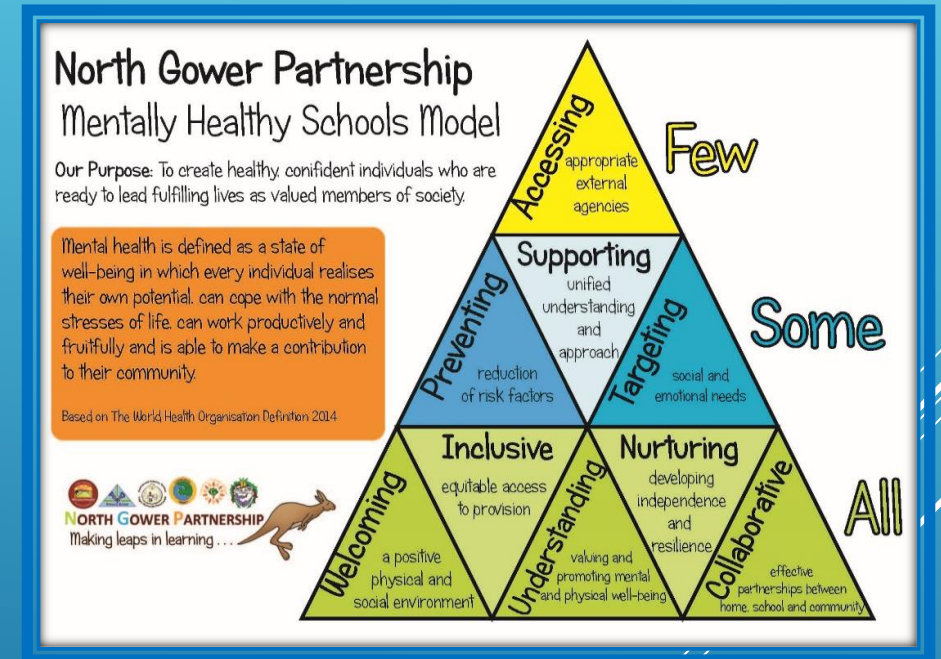 North Gower Partnership
Mentally Healthy Schools Model
Our Purpose: To create healthy, conifident individuals who are
ready to lead fulfilling lives as valued members of society.
Mental health is defined as a state of
well-being in which every individual realises
their own potential, can cope with the normal
stresses of life, can work productively and
fruitfully and is able to make a contribution
to their community.
Based on The World Health Organisation Definition 2014
NORTH GOWER PARTNERSHIP
Making leaps in learning . . .
Accessing
appropriate
external
agencies
Few
Preventing
reduction
of risk factors
Supporting
unified
understanding
and
approach
Targeting
social and
emotional needs
Some
Welcoming
a positive
physical and
social environment
Inclusive
equitable access
to provision
Understanding
valuing and
promoting mental
and physical well-being
Nurturing
developing
independence
and
resilience
Collaborative
effective
partnerships between
home, school and community
All